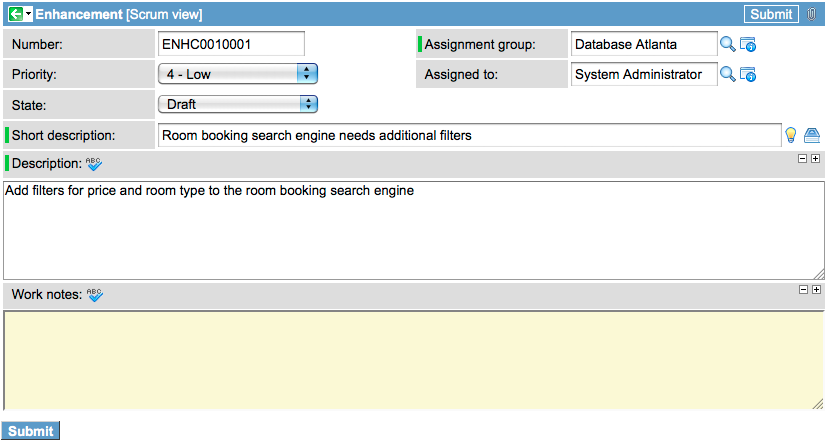 Enhancement [Scrum view] Submit
Number: ENHC0010001 Assignment group: Database Atlanta
Priority: 4 - Low Assigned to: System Administrator
State: Draft
Short description: Room booking search engine needs additional filters
Description: ABC
Add filters for price and room type to the room booking search engine
Work notes: ABC
Submit